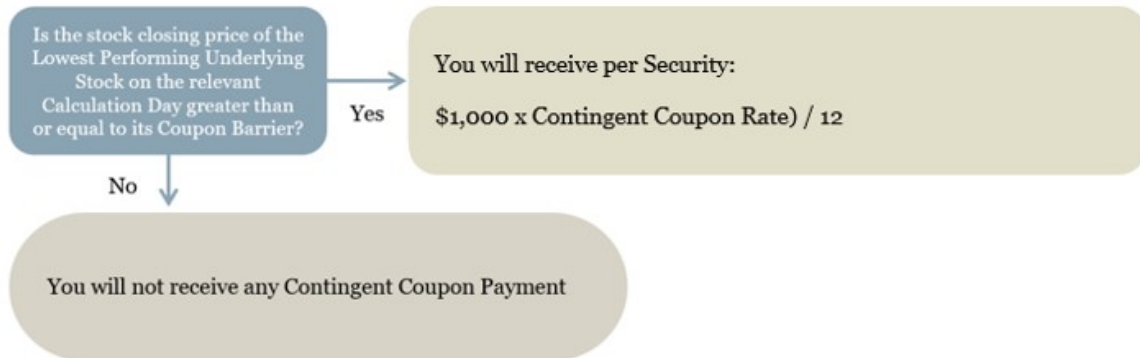 Is the stock closing price of the
Lowest Performing Underlying
Stock on the relevant
Calculation Day greater than
or equal to its Coupon Barrier?
Yes
You will receive per Security:
$1,000 x Contingent Coupon Rate) / 12
No
You will not receive any Contingent Coupon Payment